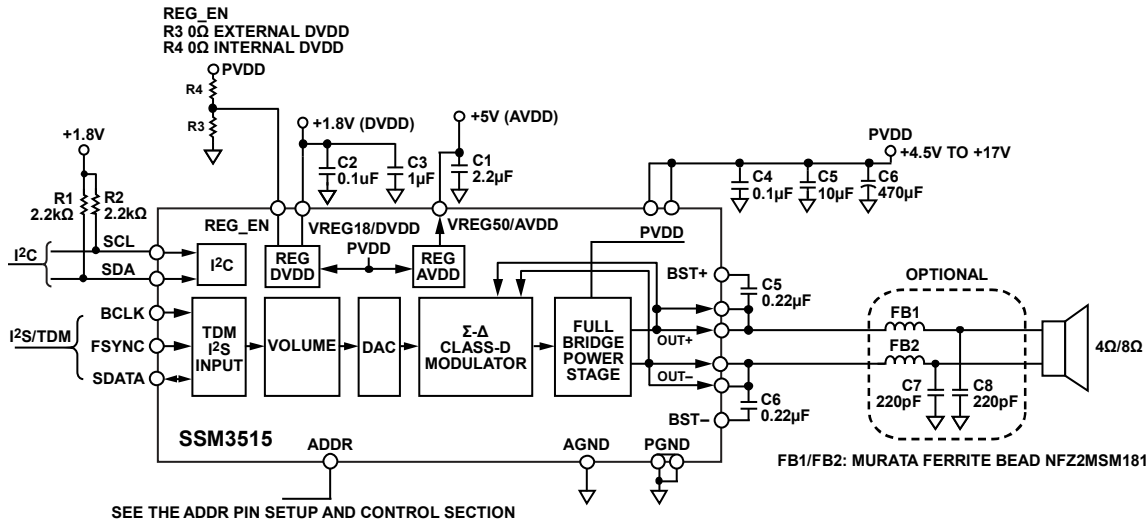 REG_EN
R3 0Ω EXTERNAL DVDD
R4 0Ω INTERNAL DVDD
PVDD
R4
R3
+1.8V
R1
2.2kΩ
R2
2.2kΩ
+1.8V (DVDD)
C2
0.1uF
C3
1µF
+5V (AVDD)
C1
2.2µF
PVDD
+4.5V TO +17V
C4
0.1µF
C5
10µF
C6
470µF
REG_EN
VREG18/DVDD
VREG50/AVDD
PVDD
I²C
SCL
SDA
I²C
REG
DVDD
PVDD
REG
AVDD
BST+
C5
0.22µF
OPTIONAL
I²S/TDM
BCLK
FSYNC
SDATA
TDM
I²S
INPUT
VOLUME
DAC
Σ-Δ
CLASS-D
MODULATOR
FULL
BRIDGE
POWER
STAGE
OUT+
OUT–
FB1
FB2
4Ω/8Ω
C7
220pF
C8
220pF
C6
0.22µF
BST–
SSM3515
ADDR
AGND
PGND
FB1/FB2: MURATA FERRITE BEAD NFZ2MSM181
SEE THE ADDR PIN SETUP AND CONTROL SECTION